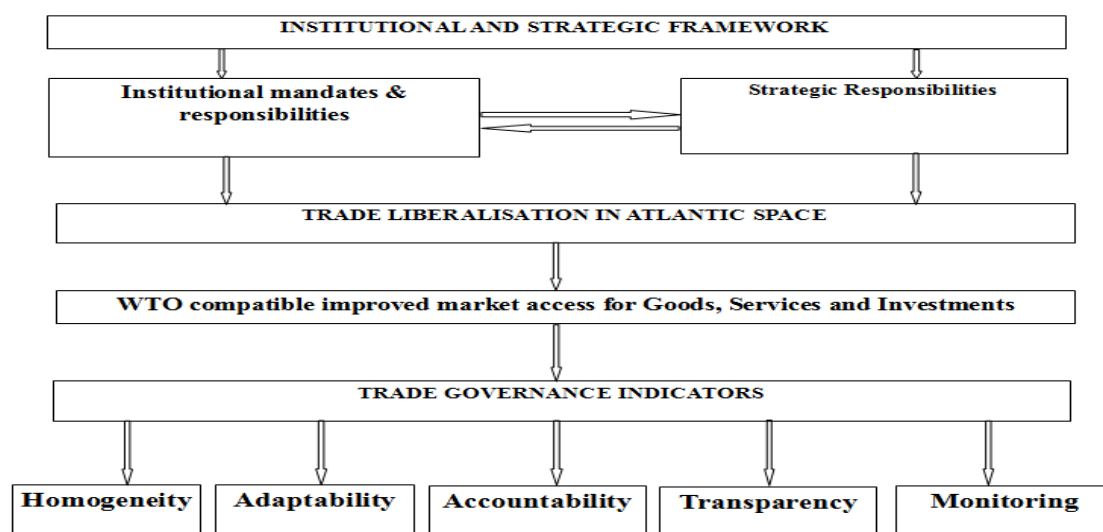 INSTITUTIONAL AND STRATEGIC FRAMEWORK
Institutional mandates &
responsibilities
Strategic Responsibilities
TRADE LIBERALISATION IN ATLANTIC SPACE
WTO compatible improved market access for Goods, Services and Investments
TRADE GOVERNANCE INDICATORS
Homogeneity
Adaptability
Accountability
Transparency
Monitoring